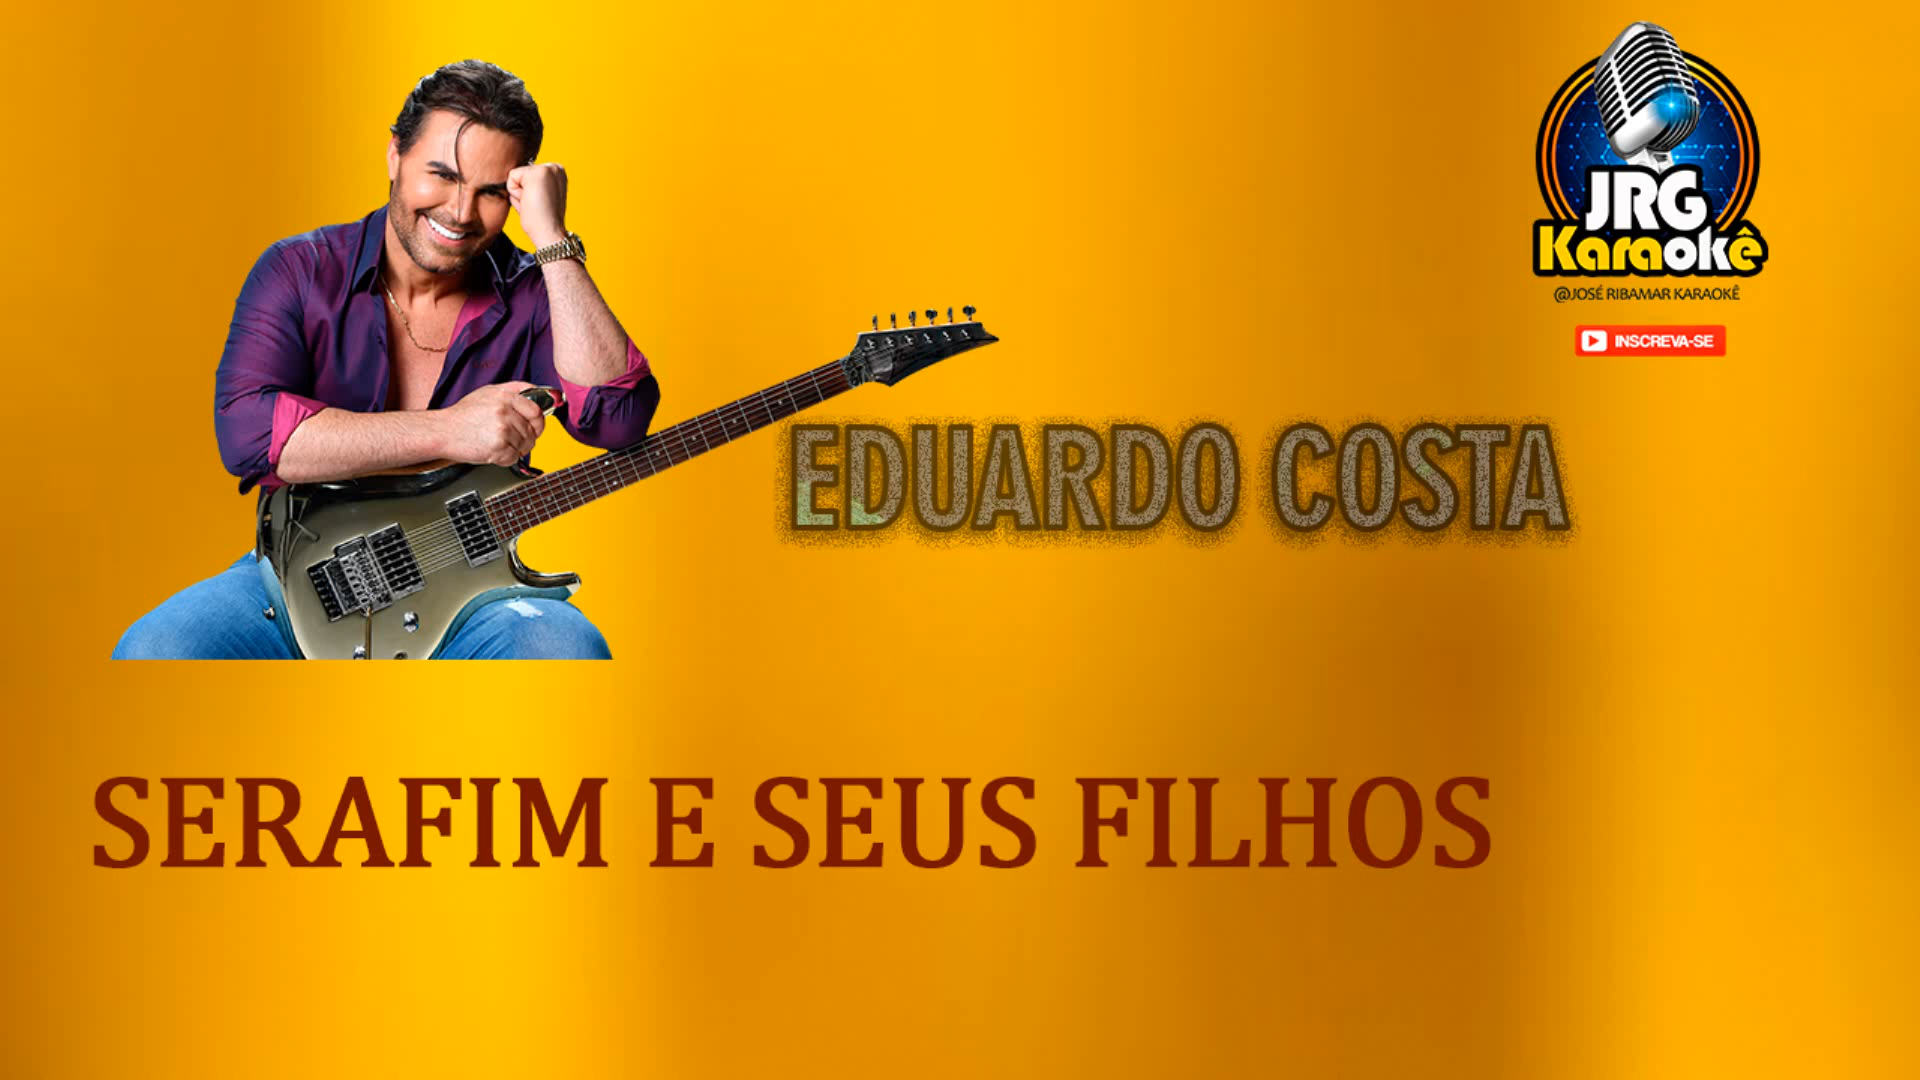 JRG
Karaokê
@JOSÉ RIBAMAR KARAOKÊ
INSCREVA-SE
EDUARDO COSTA
SERAFIM E SEUS FILHOS